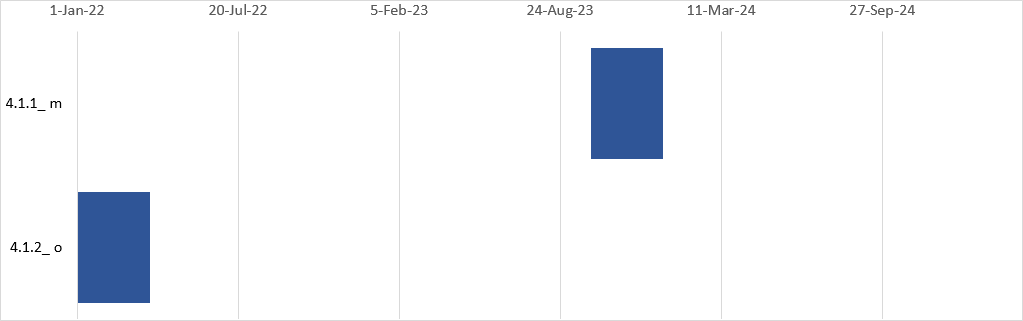 1-Jan-22 20-Jul-22 5-Feb-23 24-Aug-23 11-Mar-24 27-Sep-24
4.1.1_ m
4.1.2_ o